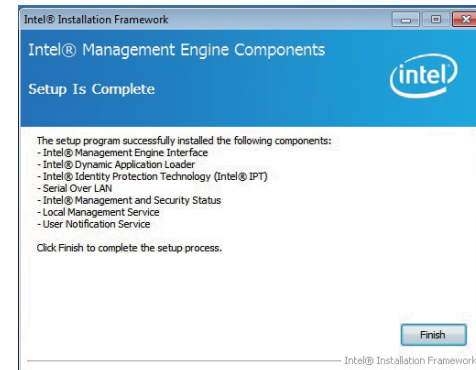 Intel® Installation Framework
Intel® Management Engine Components
Setup Is Complete
intel
The setup program successfully installed the following components:
- Intel® Management Engine Interface
- Intel® Dynamic Application Loader
- Intel® Identity Protection Technology (Intel® IPT)
- Serial Over LAN
- Intel® Management and Security Status
- Local Management Service
- User Notification Service
Click Finish to complete the setup process.
Finish
Intel® Installation Framework